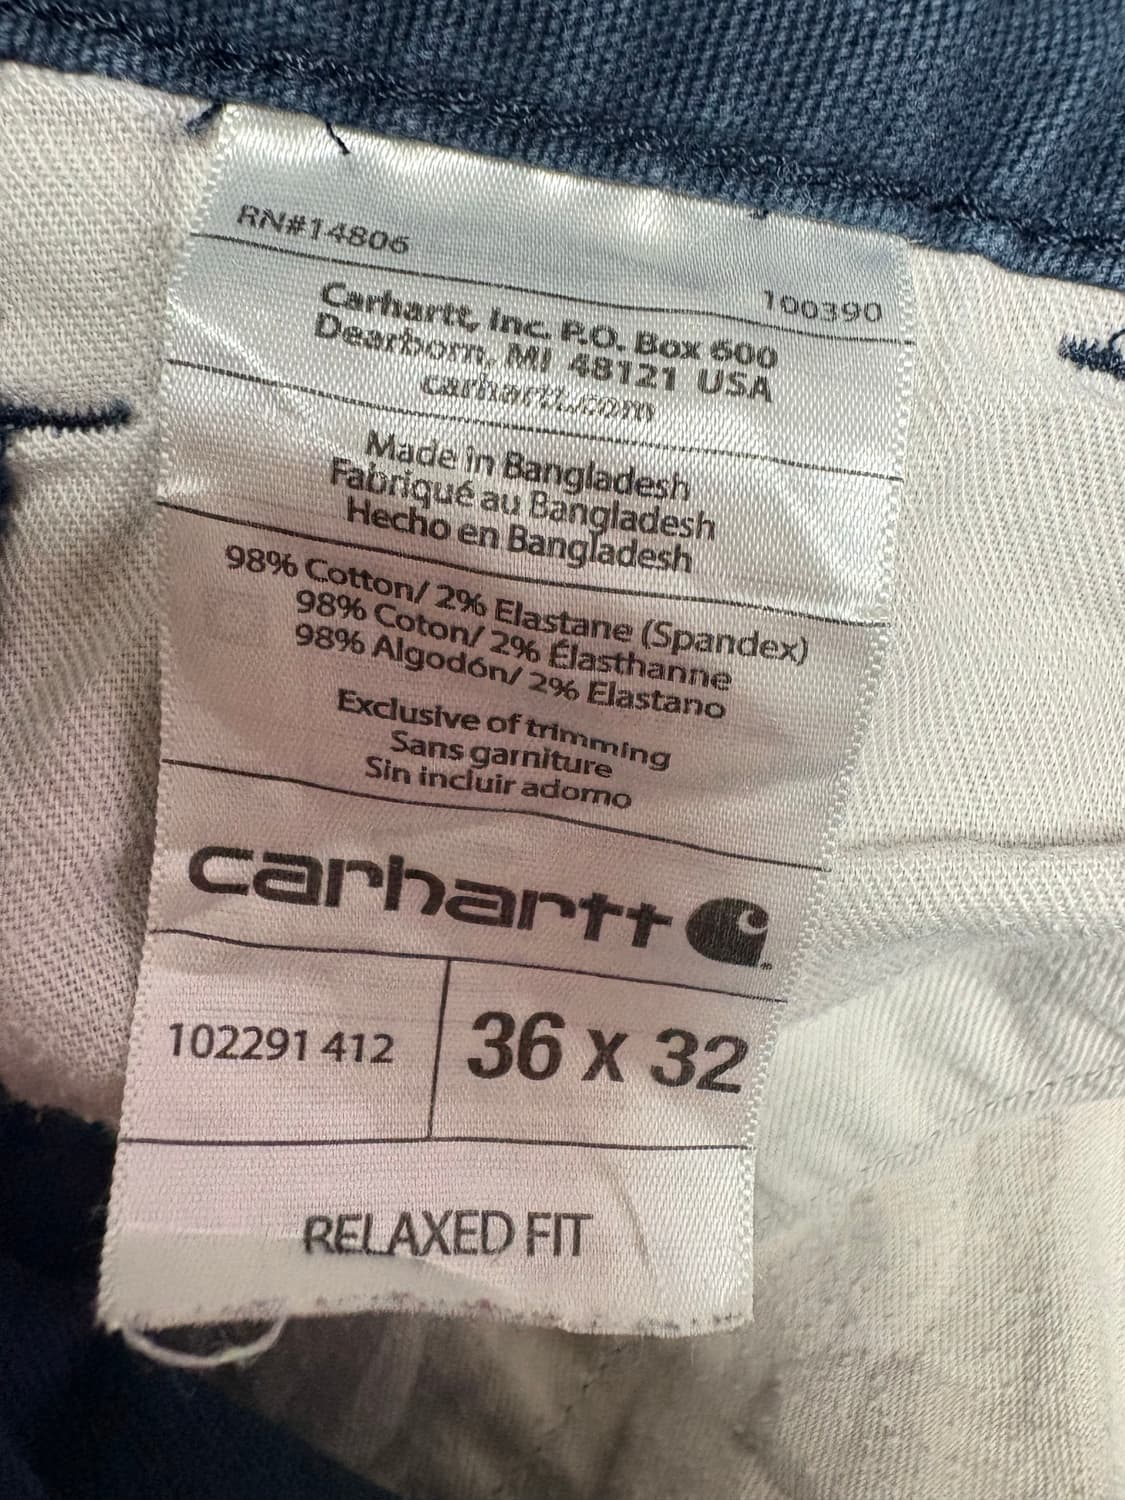 RN#14806
100390
Carhartt, Inc. P.O. Box 600
Dearborn, MI 48121 USA
carhartt.com
Made in Bangladesh
Fabriqué au Bangladesh
Hecho en Bangladesh
98% Cotton/ 2% Elastane (Spandex)
98% Coton/ 2% Élasthanne
98% Algodón/ 2% Elastano
Exclusive of trimming
Sans garniture
Sin incluir adorno
carhartt
102291 412
36 x 32
RELAXED FIT